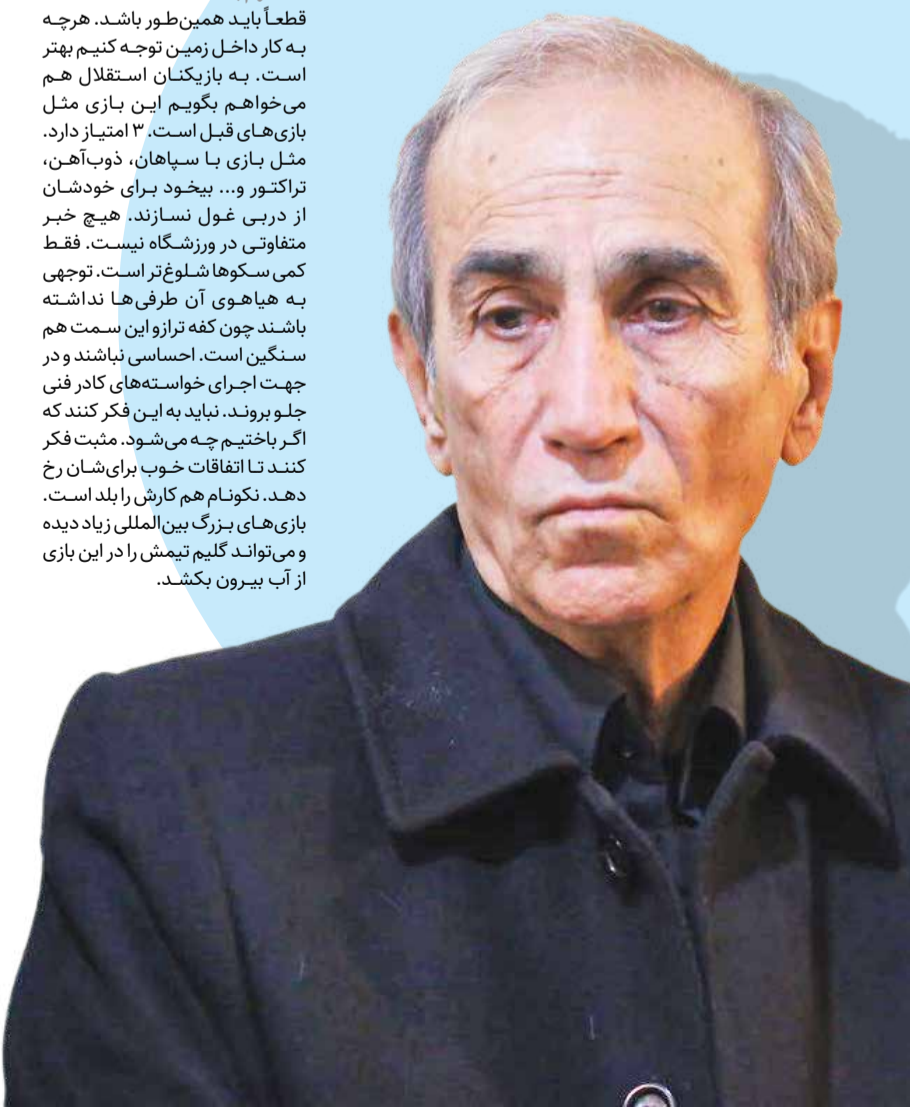 قطعاً باید همین‌طور باشد. هرچه
به کار داخل زمین توجه کنیم بهتر
است. به بازیکنان استقلال هم
می‌خواهم بگویم این بازی مثل
بازی‌های قبل است. ۳ امتیاز دارد.
مثل بازی با سپاهان، ذوب‌آهن،
تراکتور و... بیخود برای خودشان
از دربی غول نسازند. هیچ خبر
متفاوتی در ورزشگاه نیست. فقط
کمی سکوها شلوغ‌تر است. توجهی
به هیاهوی آن طرفی‌ها نداشته
باشند چون کفه ترازو این سمت هم
سنگین است. احساسی نباشند و در
جهت اجرای خواسته‌های کادر فنی
جلو بروند. نباید به این فکر کنند که
اگر باختیم چه می‌شود. مثبت فکر
کنند تا اتفاقات خوب برای‌شان رخ
دهد. نکونام هم کارش را بلد است.
بازی‌های بزرگ بین‌المللی زیاد دیده
و می‌تواند گلیم تیمش را در این بازی
از آب بیرون بکشد.